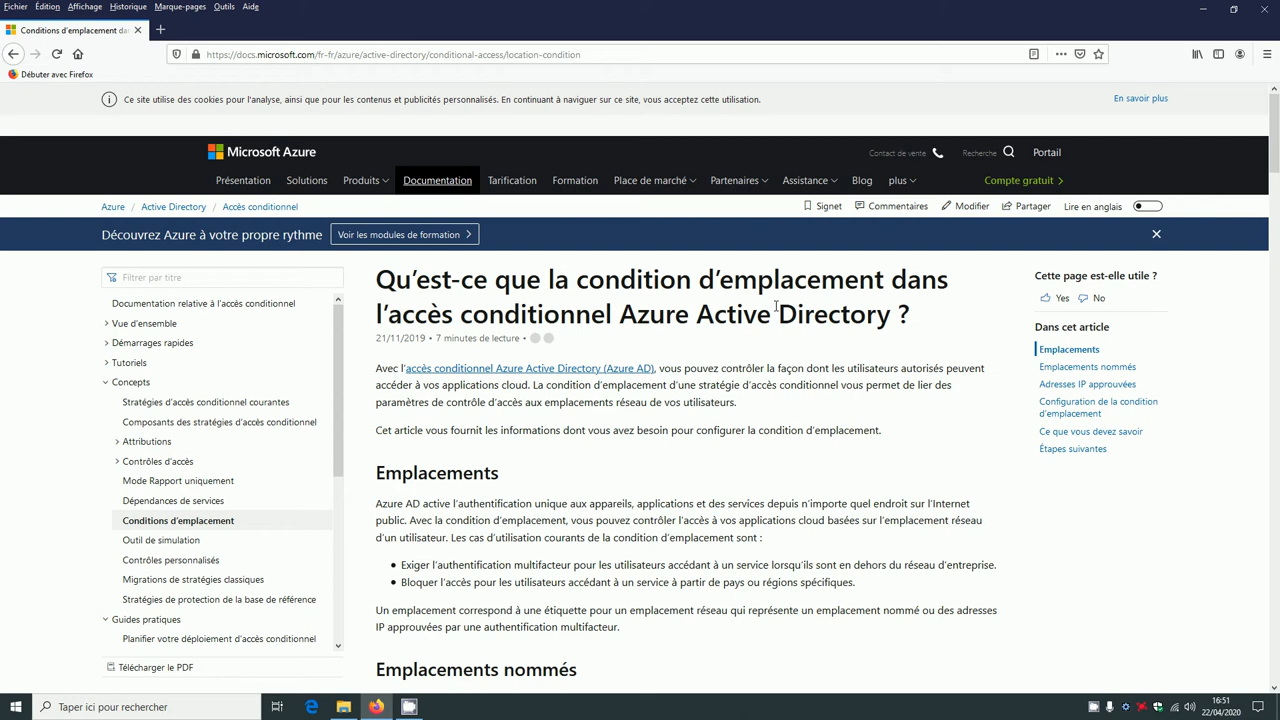 Fichier Édition Affichage Historique Marque-pages Outils Aide
Conditions d'emplacement dans
https://docs.microsoft.com/fr-fr/azure/active-directory/conditional-access/location-condition
Débuter avec Firefox
Ce site utilise des cookies pour l'analyse, ainsi que pour les contenus et publicités personnalisés. En continuant à naviguer sur ce site, vous acceptez cette utilisation.
En savoir plus
Microsoft Azure
Contact de vente
Recherche
Portail
Présentation Solutions Produits Documentation Tarification Formation Place de marché Partenaires Assistance Blog plus Compte gratuit
Azure / Active Directory / Accès conditionnel
Signet Commentaires Modifier Partager Lire en anglais
Découvrez Azure à votre propre rythme Voir les modules de formation
Filtrer par titre
Documentation relative à l'accès conditionnel
Vue d'ensemble
Démarrages rapides
Tutoriels
Concepts
Stratégies d'accès conditionnel courantes
Composants des stratégies d'accès conditionnel
Attributions
Contrôles d'accès
Mode Rapport uniquement
Dépendances de services
Conditions d'emplacement
Outil de simulation
Contrôles personnalisés
Migrations de stratégies classiques
Stratégies de protection de la base de référence
Guides pratiques
Planifier votre déploiement d'accès conditionnel
Télécharger le PDF
Qu'est-ce que la condition d'emplacement dans
l'accès conditionnel Azure Active Directory ?
21/11/2019 • 7 minutes de lecture •
Avec l'accès conditionnel Azure Active Directory (Azure AD), vous pouvez contrôler la façon dont les utilisateurs autorisés peuvent
accéder à vos applications cloud. La condition d'emplacement d'une stratégie d'accès conditionnel vous permet de lier des
paramètres de contrôle d'accès aux emplacements réseau de vos utilisateurs.
Cet article vous fournit les informations dont vous avez besoin pour configurer la condition d'emplacement.
Emplacements
Azure AD active l'authentification unique aux appareils, applications et des services depuis n'importe quel endroit sur l'Internet
public. Avec la condition d'emplacement, vous pouvez contrôler l'accès à vos applications cloud basées sur l'emplacement réseau
d'un utilisateur. Les cas d'utilisation courants de la condition d'emplacement sont :
• Exiger l'authentification multifacteur pour les utilisateurs accédant à un service lorsqu'ils sont en dehors du réseau d'entreprise.
• Bloquer l'accès pour les utilisateurs accédant à un service à partir de pays ou régions spécifiques.
Un emplacement correspond à une étiquette pour un emplacement réseau qui représente un emplacement nommé ou des adresses
IP approuvées par une authentification multifacteur.
Emplacements nommés
Cette page est-elle utile ?
Yes No
Dans cet article
Emplacements
Emplacements nommés
Adresses IP approuvées
Configuration de la condition
d'emplacement
Ce que vous devez savoir
Étapes suivantes
Taper ici pour rechercher
16:51
22/04/2020